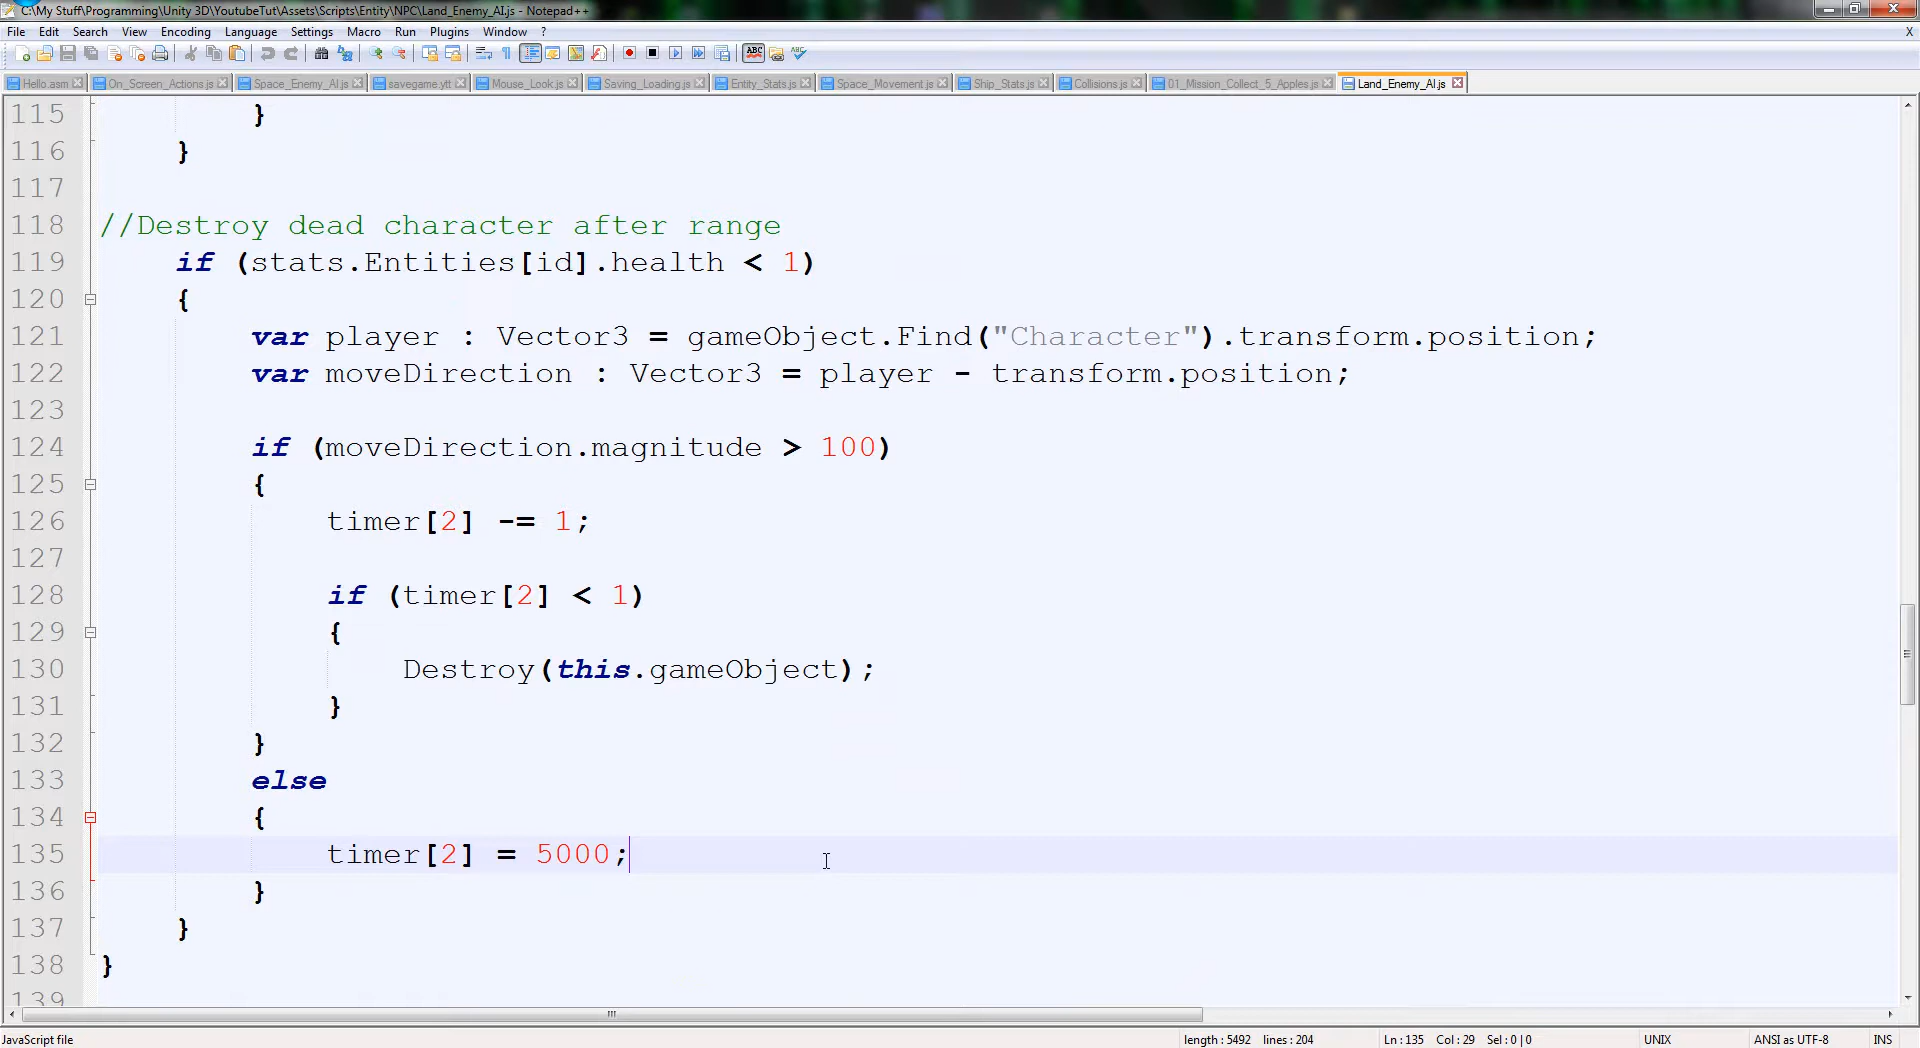 C:\My Stuff\Programming\Unity 3D\YoutubeTut\Assets\Scripts\Entity\NPC\Land_Enemy_AI.js - Notepad++
File Edit Search View Encoding Language Settings Macro Run Plugins Window ? X
Hello.asm On_Screen_Actions.js Space_Enemy_AI.js savegame.ytt Mouse_Look.js Saving_Loading.js Entity_Stats.js Space_Movement.js Ship_Stats.js Collisions.js 01_Mission_Collect_5_Apples.js Land_Enemy_AI.js
115 }
116 }
117
118 //Destroy dead character after range
119 if (stats.Entities[id].health < 1)
120 {
121 var player : Vector3 = gameObject.Find("Character").transform.position;
122 var moveDirection : Vector3 = player - transform.position;
123
124 if (moveDirection.magnitude > 100)
125 {
126 timer[2] -= 1;
127
128 if (timer[2] < 1)
129 {
130 Destroy(this.gameObject);
131 }
132 }
133 else
134 {
135 timer[2] = 5000;
136 }
137 }
138 }
139
JavaScript file length : 5492 lines : 204 Ln : 135 Col : 29 Sel : 0 | 0 UNIX ANSI as UTF-8 INS